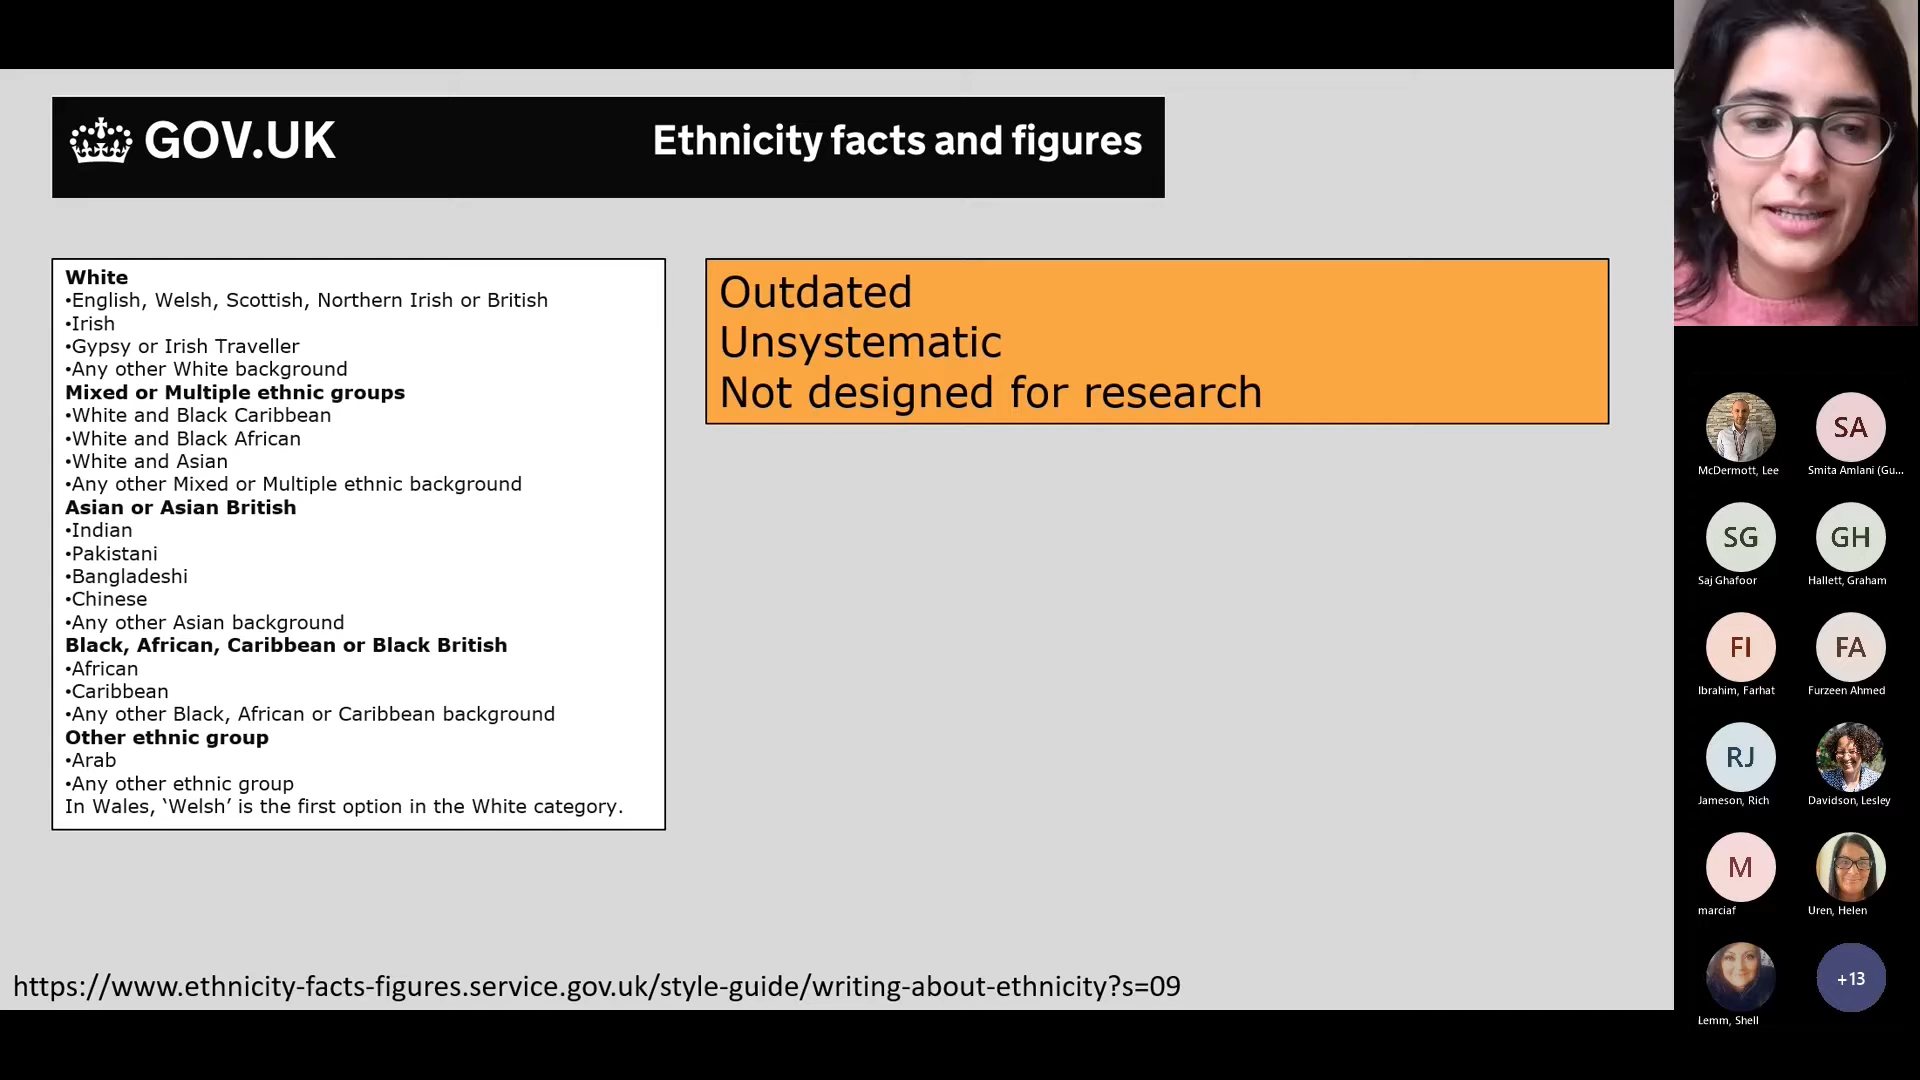 GOV.UK
Ethnicity facts and figures
White
•English, Welsh, Scottish, Northern Irish or British
•Irish
•Gypsy or Irish Traveller
•Any other White background
Mixed or Multiple ethnic groups
•White and Black Caribbean
•White and Black African
•White and Asian
•Any other Mixed or Multiple ethnic background
Asian or Asian British
•Indian
•Pakistani
•Bangladeshi
•Chinese
•Any other Asian background
Black, African, Caribbean or Black British
•African
•Caribbean
•Any other Black, African or Caribbean background
Other ethnic group
•Arab
•Any other ethnic group
In Wales, ‘Welsh’ is the first option in the White category.
Outdated
Unsystematic
Not designed for research
https://www.ethnicity-facts-figures.service.gov.uk/style-guide/writing-about-ethnicity?s=09
McDermott, Lee
SA
Smita Amlani (Gu...
SG
Saj Ghafoor
GH
Hallett, Graham
FI
Ibrahim, Farhat
FA
Furzeen Ahmed
RJ
Jameson, Rich
Davidson, Lesley
M
marciaf
Uren, Helen
Lemm, Shell
+13